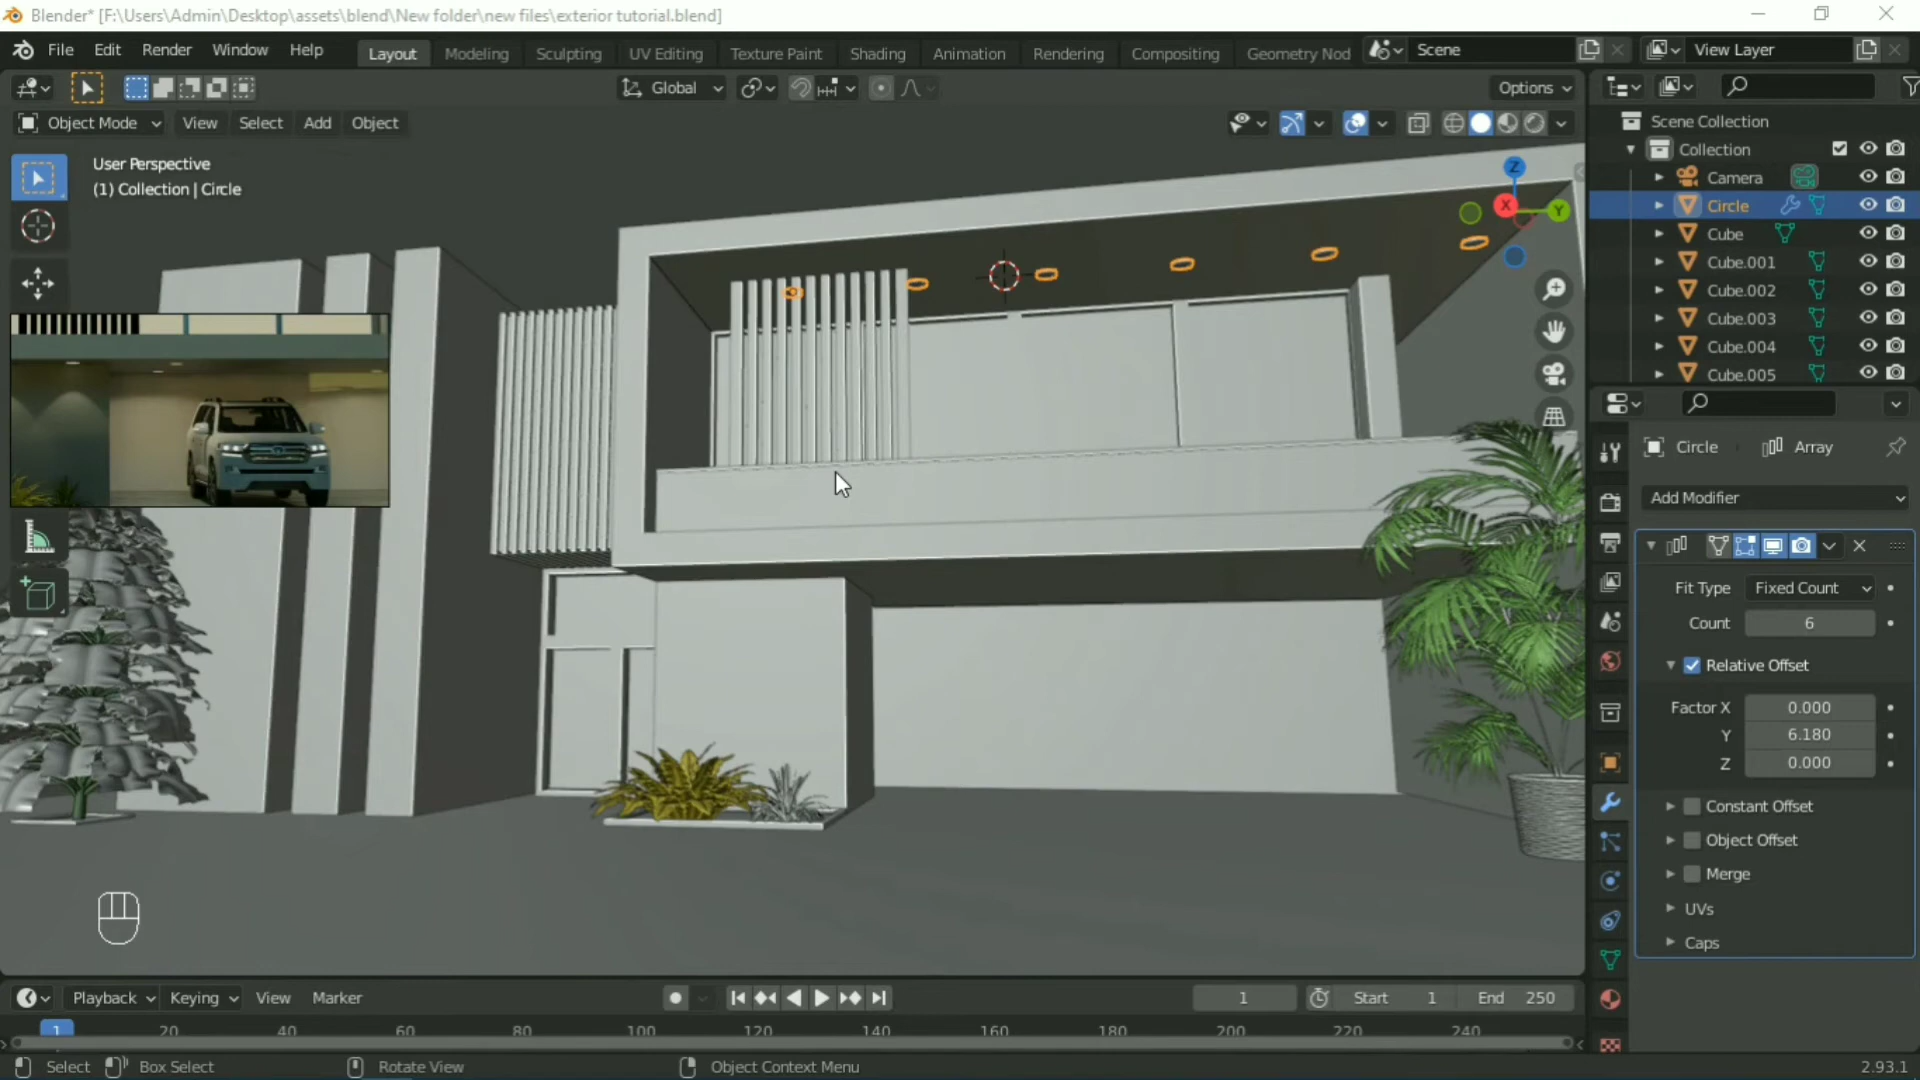 Blender* [F:\Users\Admin\Desktop\assets\blend\New folder\new files\exterior tutorial.blend]
File Edit Render Window Help
Layout Modeling Sculpting UV Editing Texture Paint Shading Animation Rendering Compositing Geometry Nod
Scene
View Layer
Global
Options
Object Mode View Select Add Object
User Perspective
(1) Collection | Circle
Z
X
Y
Scene Collection
Collection
Camera
Circle
Cube
Cube.001
Cube.002
Cube.003
Cube.004
Cube.005
Circle Array
Add Modifier
Fit Type Fixed Count
Count 6
Relative Offset
Factor X 0.000
Y 6.180
Z 0.000
Constant Offset
Object Offset
Merge
UVs
Caps
Playback Keying View Marker
1
Start 1
End 250
1 20 40 60 80 100 120 140 160 180 200 220 240
Select Box Select Rotate View Object Context Menu
2.93.1